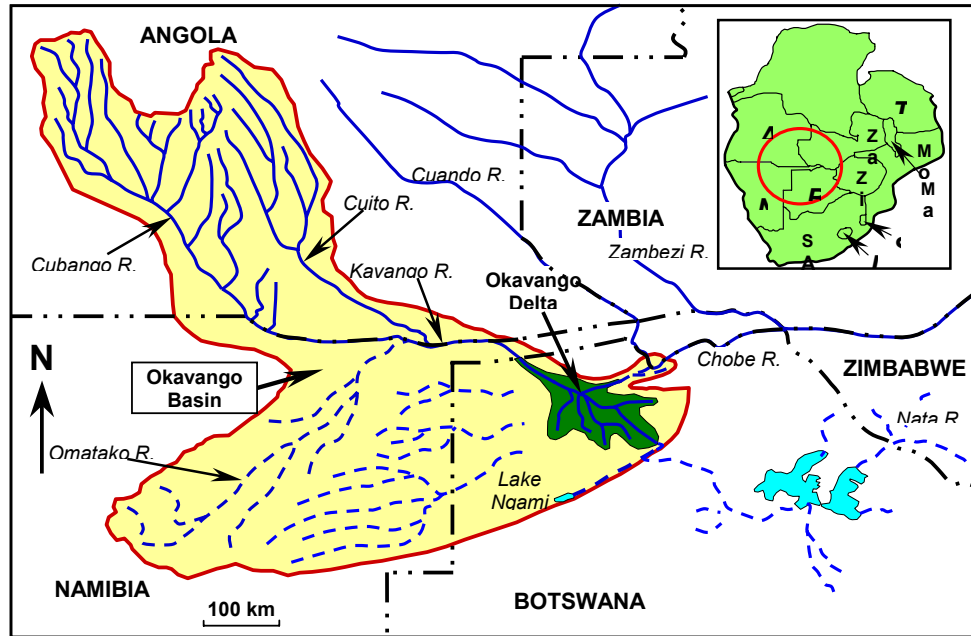 ANGOLA
Cuando R.
Cuito R.
ZAMBIA
Cubango R.
Kavango R.
Zambezi R.
Okavango
Delta
N
Okavango
Basin
Chobe R.
ZIMBABWE
Omatako R.
Nata R
Lake
Ngami
NAMIBIA
100 km
BOTSWANA
Z
a
M
o
M
a
Z
i
S
A